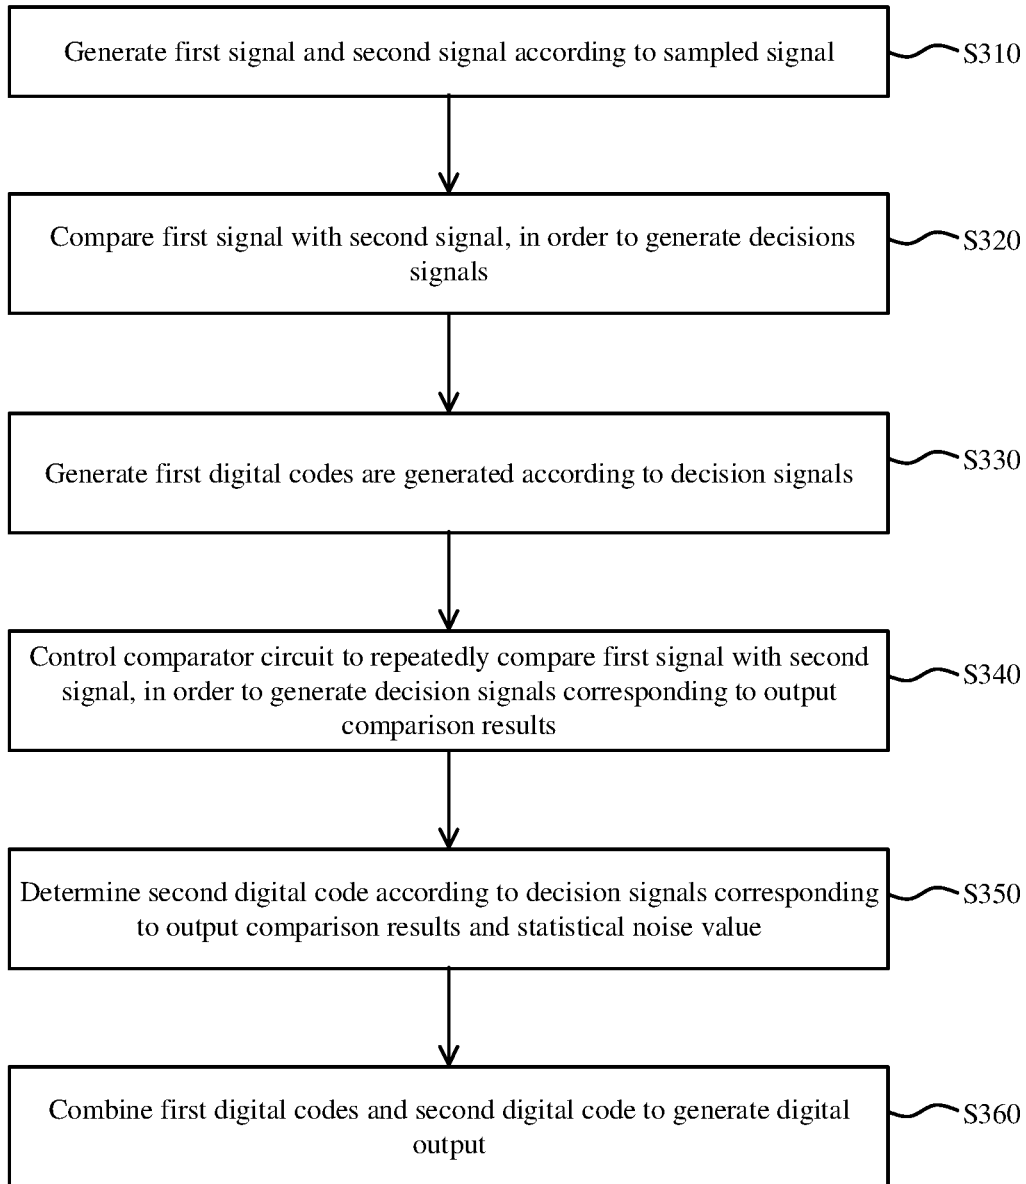 Generate first signal and second signal according to sampled signal
S310
Compare first signal with second signal, in order to generate decisions
signals
S320
Generate first digital codes are generated according to decision signals
S330
Control comparator circuit to repeatedly compare first signal with second
signal, in order to generate decision signals corresponding to output
comparison results
S340
Determine second digital code according to decision signals corresponding
to output comparison results and statistical noise value
S350
Combine first digital codes and second digital code to generate digital
output
S360